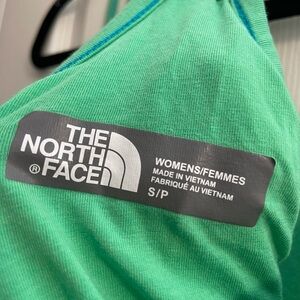 THE
NORTH
® FACE
WOMENS/FEMMES
MADE IN VIETNAM
FABRIQUÉ AU VIETNAM
S/P